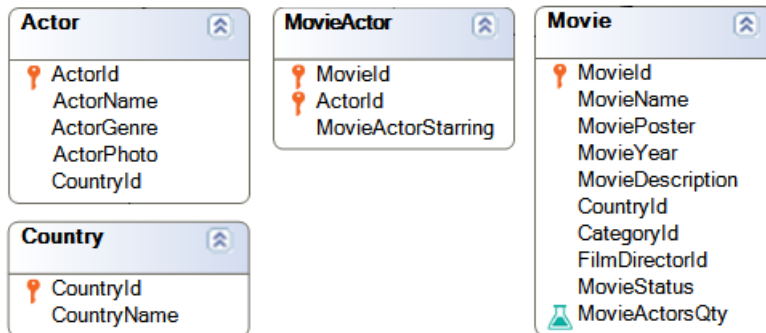 Actor
ActorId
ActorName
ActorGenre
ActorPhoto
CountryId
Country
CountryId
CountryName
MovieActor
MovieId
ActorId
MovieActorStarring
Movie
MovieId
MovieName
MoviePoster
MovieYear
MovieDescription
CountryId
CategoryId
FilmDirectorId
MovieStatus
MovieActorsQty